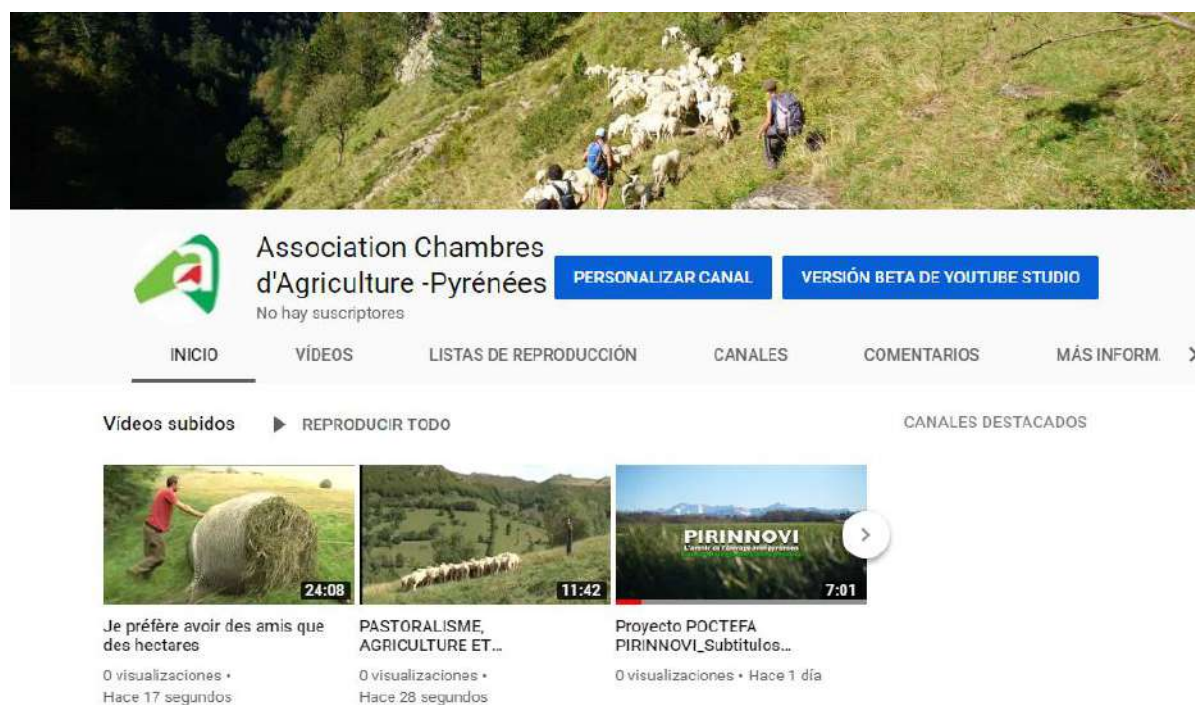 Association Chambres
d'Agriculture -Pyrénées
PERSONALIZAR CANAL
VERSIÓN BETA DE YOUTUBE STUDIO
No hay suscriptores
INICIO
VÍDEOS
LISTAS DE REPRODUCCIÓN
CANALES
COMENTARIOS
MÁS INFORM.
Vídeos subidos
REPRODUCIR TODO
CANALES DESTACADOS
24:08
11:42
PIRINNOVI
7:01
Je préfère avoir des amis que
des hectares
0 visualizaciones •
Hace 17 segundos
PASTORALISME,
AGRICULTURE ET...
0 visualizaciones •
Hace 28 segundos
Proyecto POCTEFA
PIRINNOVI_Subtitulos...
0 visualizaciones • Hace 1 día